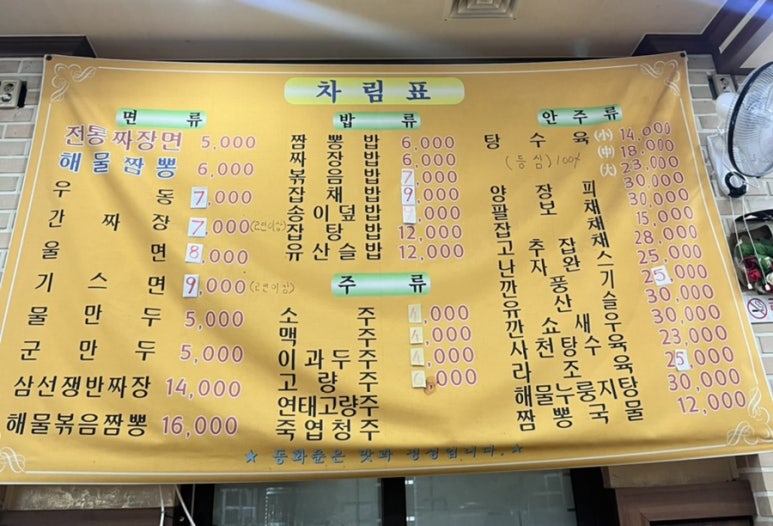 차림표
면류
전통짜장면 5,000
해물짬뽕 6,000
우동 7,000
간짜장 7,000(2인이상)
울면 8,000
기스면 9,000(2인이상)
물만두 5,000
군만두 5,000
삼선쟁반짜장 14,000
해물볶음짬뽕 16,000
밥류
짬뽕밥 6,000
짜장밥 6,000
볶음밥 7,000
잡채밥 9,000
송이덮밥
잡탕밥 12,000
유산슬밥 12,000
주류
소주
맥주
이과두주
고량주
연태고량주
죽엽청주
안주류
탕수육 (小) 14,000
(中) 18,000
(등심)100% (大) 23,000
양장피 30,000
팔보채 30,000
잡채 15,000
고추잡채 28,000
난자완스 25,000
깐풍기 25,000
유산슬 30,000
깐쇼새우 30,000
사천탕수육 23,000
라조육 25,000
해물누룽지탕 30,000
짬뽕국물 12,000
★ 동화춘은 맛과 정성입니다. ★